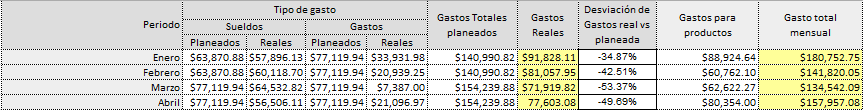 Periodo Tipo de gasto Gastos Totales planeados Gastos Reales Desviación de Gastos real vs planeada Gastos para productos Gasto total mensual
Sueldos Gastos
Planeados Reales Planeados Reales
Enero $63,870.88 $57,896.13 $77,119.94 $33,931.98 $140,990.82 $91,828.11 -34.87% $88,924.64 $180,752.75
Febrero $63,870.88 $60,118.70 $77,119.94 $20,939.25 $140,990.82 $81,057.95 -42.51% $60,762.10 $141,820.05
Marzo $77,119.94 $64,532.82 $77,119.94 $7,387.00 $154,239.88 $71,919.82 -53.37% $62,622.27 $134,542.09
Abril $77,119.94 $56,506.11 $77,119.94 $21,096.97 $154,239.88 77,603.08 -49.69% $80,354.00 $157,957.08